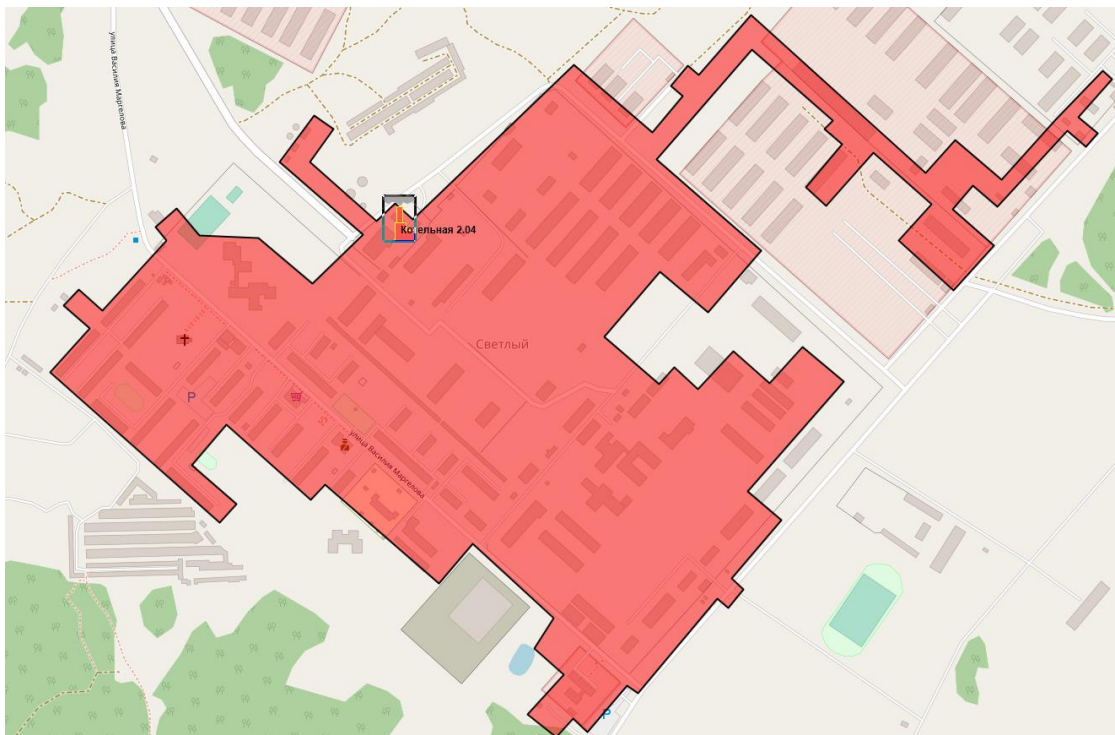 улица Василия Маргелова
Котельная 2.04
Светлый
P
улица Василия Маргелова
P